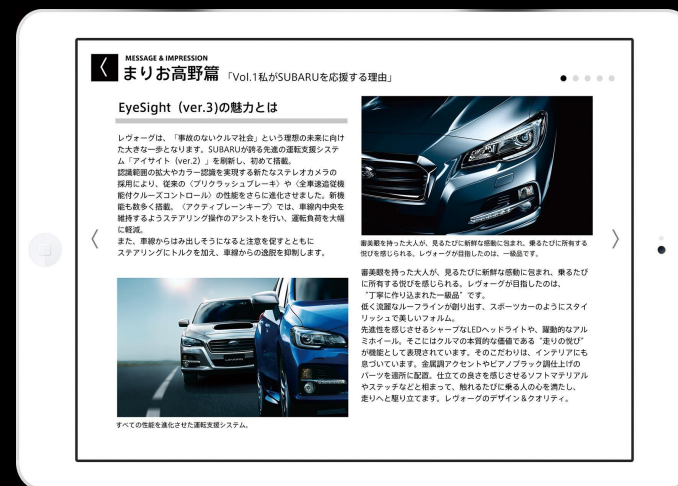 MESSAGE & IMPRESSION
まりお高野篇 「Vol.1私がSUBARUを応援する理由」
EyeSight（ver.3)の魅力とは
レヴォーグは、「事故のないクルマ社会」という理想の未来に向け
た大きな一歩となります。SUBARUが誇る先進の運転支援システ
ム「アイサイト（ver.2）」を刷新し、初めて搭載。
認識範囲の拡大やカラー認識を実現する新たなステレオカメラの
採用により、従来の〈プリクラッシュブレーキ〉や〈全車速追従機
能付クルーズコントロール〉の性能をさらに進化させました。新機
能も数多く搭載。〈アクティブレーンキープ〉では、車線内中央を
維持するようステアリング操作のアシストを行い、運転負荷を大幅
に軽減。
また、車線からはみ出しそうになると注意を促すとともに
ステアリングにトルクを加え、車線からの逸脱を抑制します。
すべての性能を進化させた運転支援システム。
審美眼を持った大人が、見るたびに新鮮な感動に包まれ、乗るたびに所有する
悦びを感じられる。レヴォーグが目指したのは、一級品です。
審美眼を持った大人が、見るたびに新鮮な感動に包まれ、乗るたび
に所有する悦びを感じられる。レヴォーグが目指したのは、
“丁寧に作り込まれた一級品”です。
低く流麗なルーフラインが創り出す、スポーツカーのようにスタイ
リッシュで美しいフォルム。
先進性を感じさせるシャープなLEDヘッドライトや、躍動的なアル
ミホイール。そこにはクルマの本質的な価値である“走りの悦び”
が機能として表現されています。そのこだわりは、インテリアにも
息づいています。金属調アクセントやピアノブラック調仕上げの
パーツを適所に配置。仕立ての良さを感じさせるソフトマテリアル
やステッチなどと相まって、触れるたびに乗る人の心を満たし、
走りへと駆り立てます。レヴォーグのデザイン＆クオリティ。